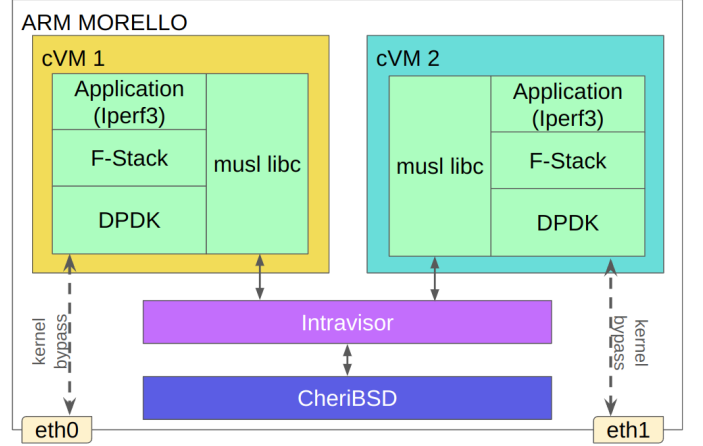 ARM MORELLO
cVM 1
Application
(Iperf3)
F-Stack
DPDK
musl libc
cVM 2
musl libc
Application
(Iperf3)
F-Stack
DPDK
kernel
bypass
Intravisor
kernel
bypass
CheriBSD
eth0
eth1